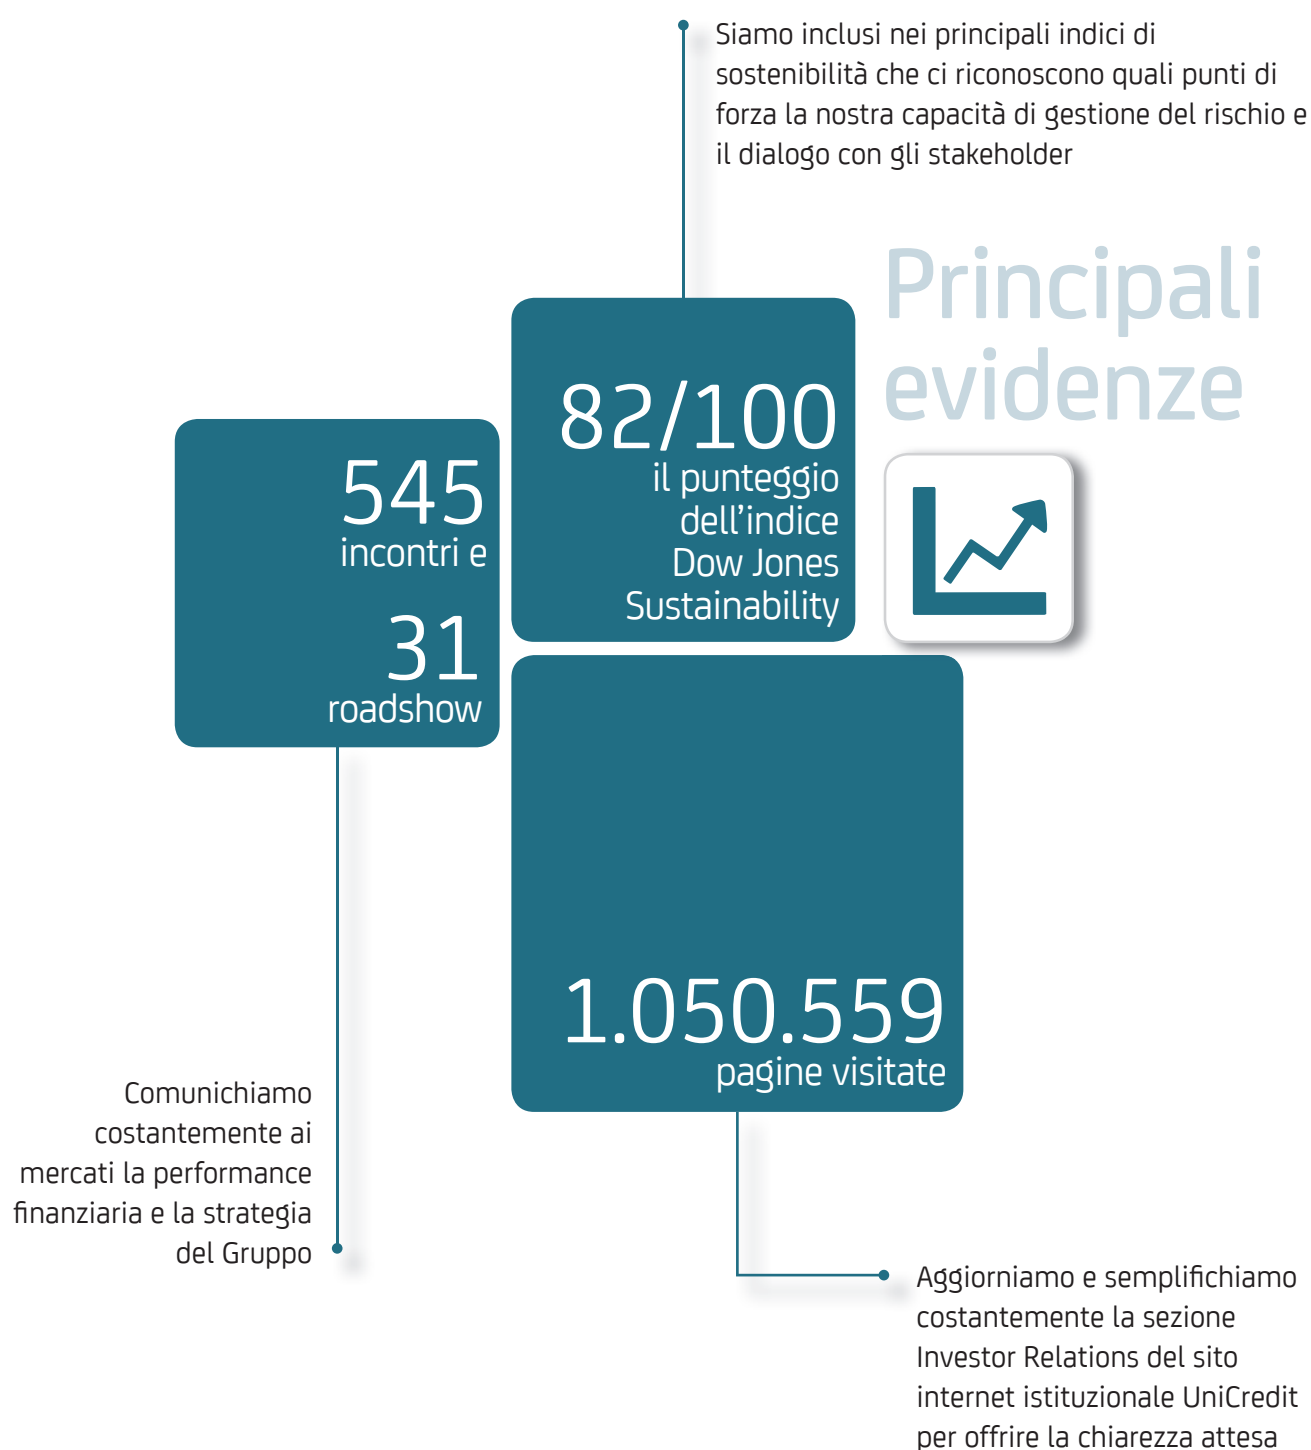 Siamo inclusi nei principali indici di
sostenibilità che ci riconoscono quali punti di
forza la nostra capacità di gestione del rischio e
il dialogo con gli stakeholder
Principali
evidenze
82/100
il punteggio
dell’indice
Dow Jones
Sustainability
545
incontri e
31
roadshow
1.050.559
pagine visitate
Comunichiamo
costantemente ai
mercati la performance
finanziaria e la strategia
del Gruppo
Aggiorniamo e semplifichiamo
costantemente la sezione
Investor Relations del sito
internet istituzionale UniCredit
per offrire la chiarezza attesa